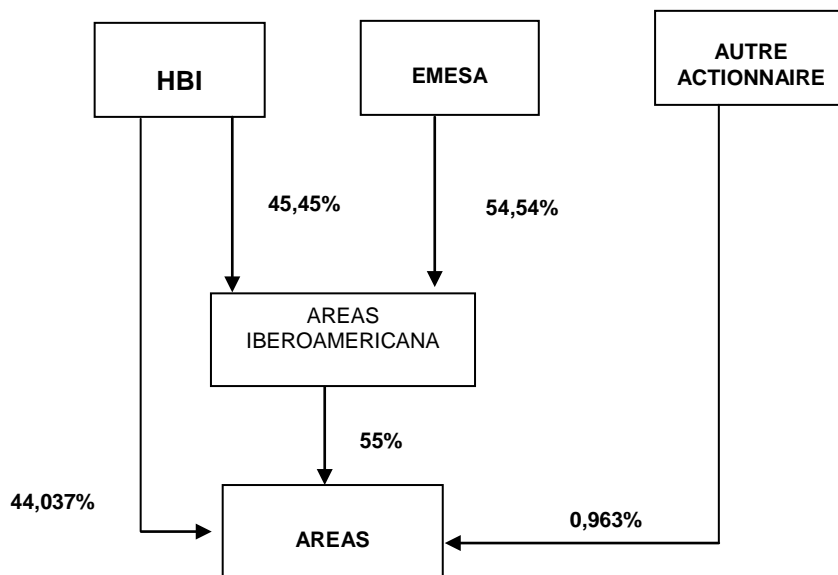 HBI
EMESA
AUTRE
ACTIONNAIRE
45,45%
54,54%
AREAS
IBEROAMERICANA
55%
44,037%
0,963%
AREAS